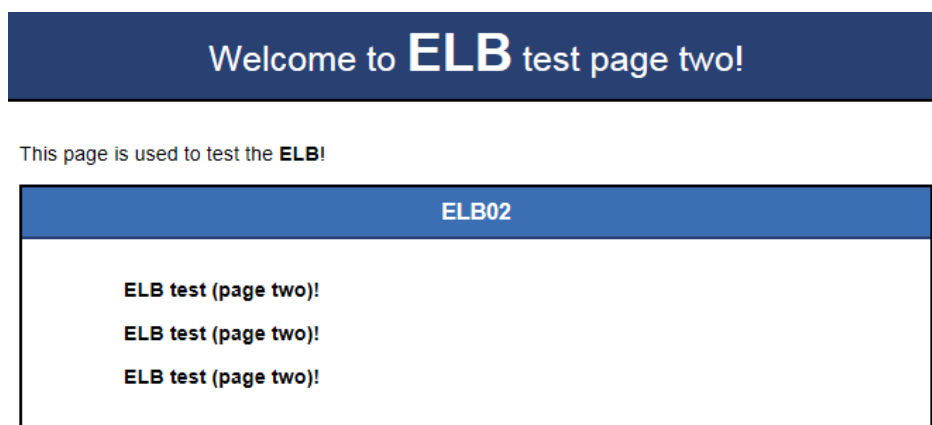 Welcome to ELB test page two!
This page is used to test the ELB!
ELB02
ELB test (page two)!
ELB test (page two)!
ELB test (page two)!